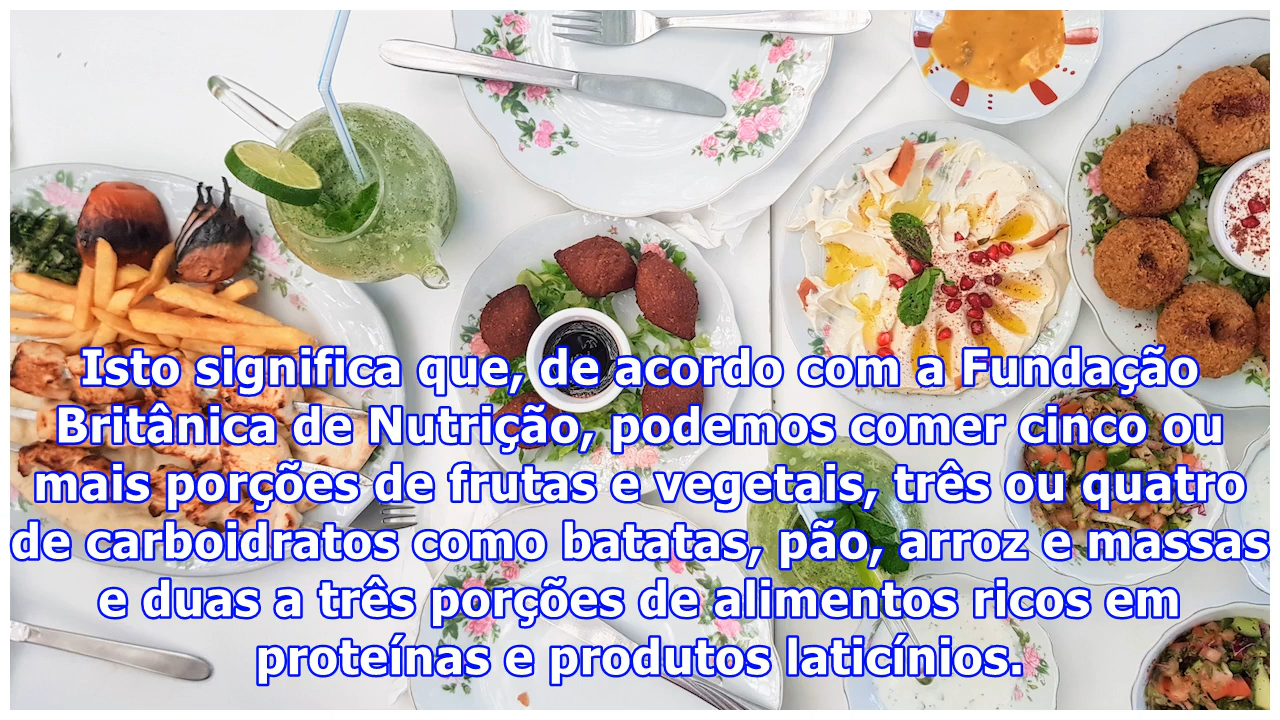 Isto significa que, de acordo com a Fundação
Britânica de Nutrição, podemos comer cinco ou
mais porções de frutas e vegetais, três ou quatro
de carboidratos como batatas, pão, arroz e massas
e duas a três porções de alimentos ricos em
proteínas e produtos laticínios.